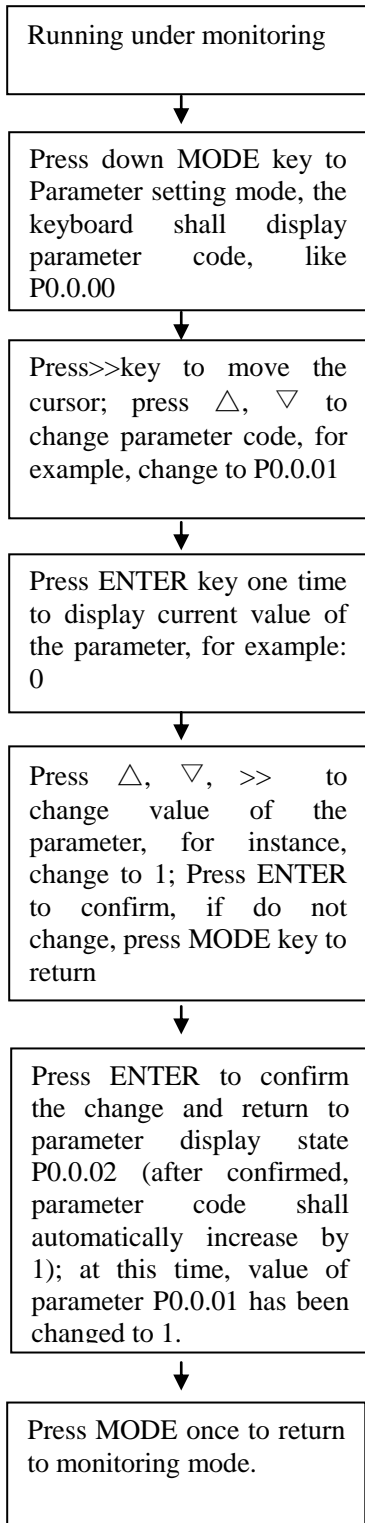 Running under monitoring
Press down MODE key to
Parameter setting mode, the
keyboard shall display
parameter code, like
P0.0.00
Press>>key to move the
cursor; press △, ▽ to
change parameter code, for
example, change to P0.0.01
Press ENTER key one time
to display current value of
the parameter, for example:
0
Press △, ▽, >> to
change value of the
parameter, for instance,
change to 1; Press ENTER
to confirm, if do not
change, press MODE key to
return
Press ENTER to confirm
the change and return to
parameter display state
P0.0.02 (after confirmed,
parameter code shall
automatically increase by
1); at this time, value of
parameter P0.0.01 has been
changed to 1.
Press MODE once to return
to monitoring mode.